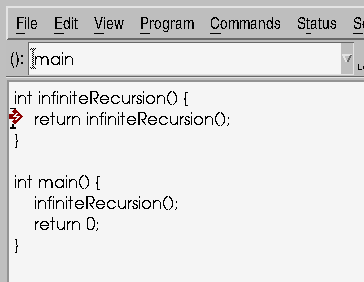 File Edit View Program Commands Status
(): main
int infiniteRecursion() {
return infiniteRecursion();
}
int main() {
infiniteRecursion();
return 0;
}